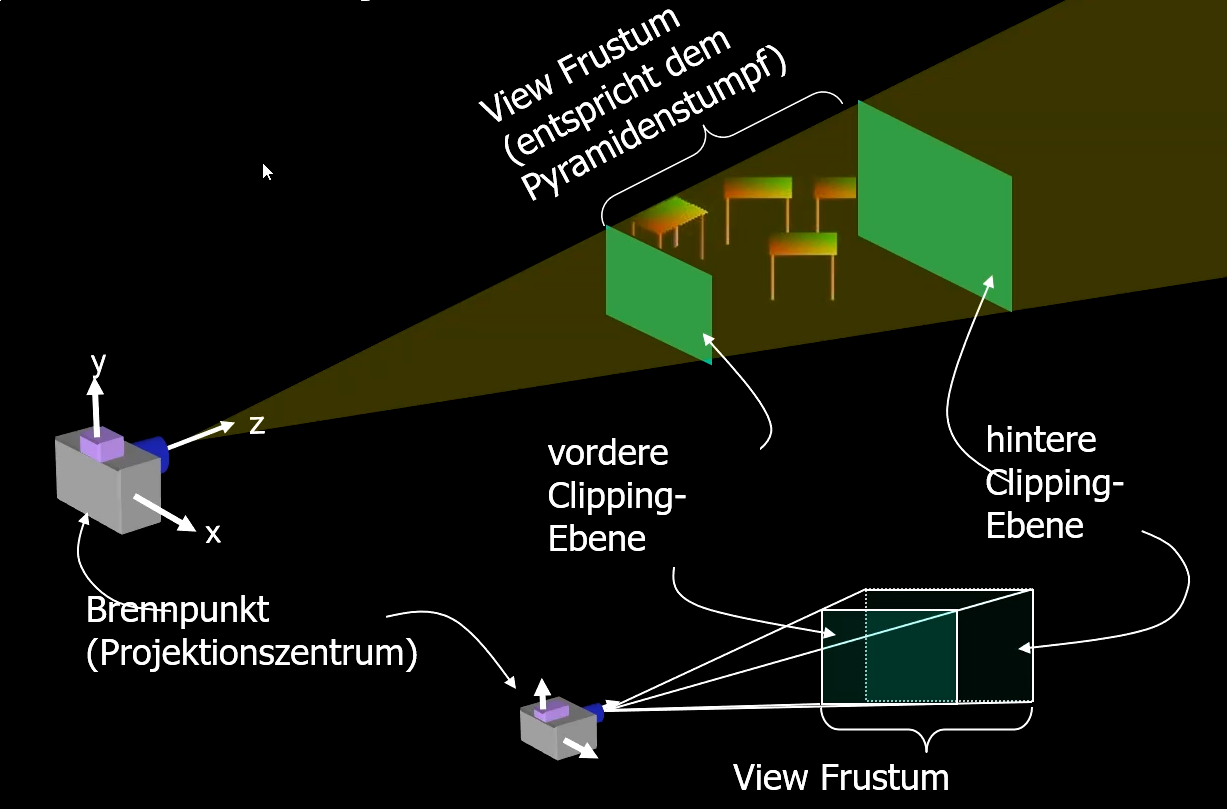 View Frustum
(entspricht dem
Pyramidenstumpf)
y
z
x
vordere
Clipping-
Ebene
hintere
Clipping-
Ebene
Brennpunkt
(Projektionszentrum)
View Frustum